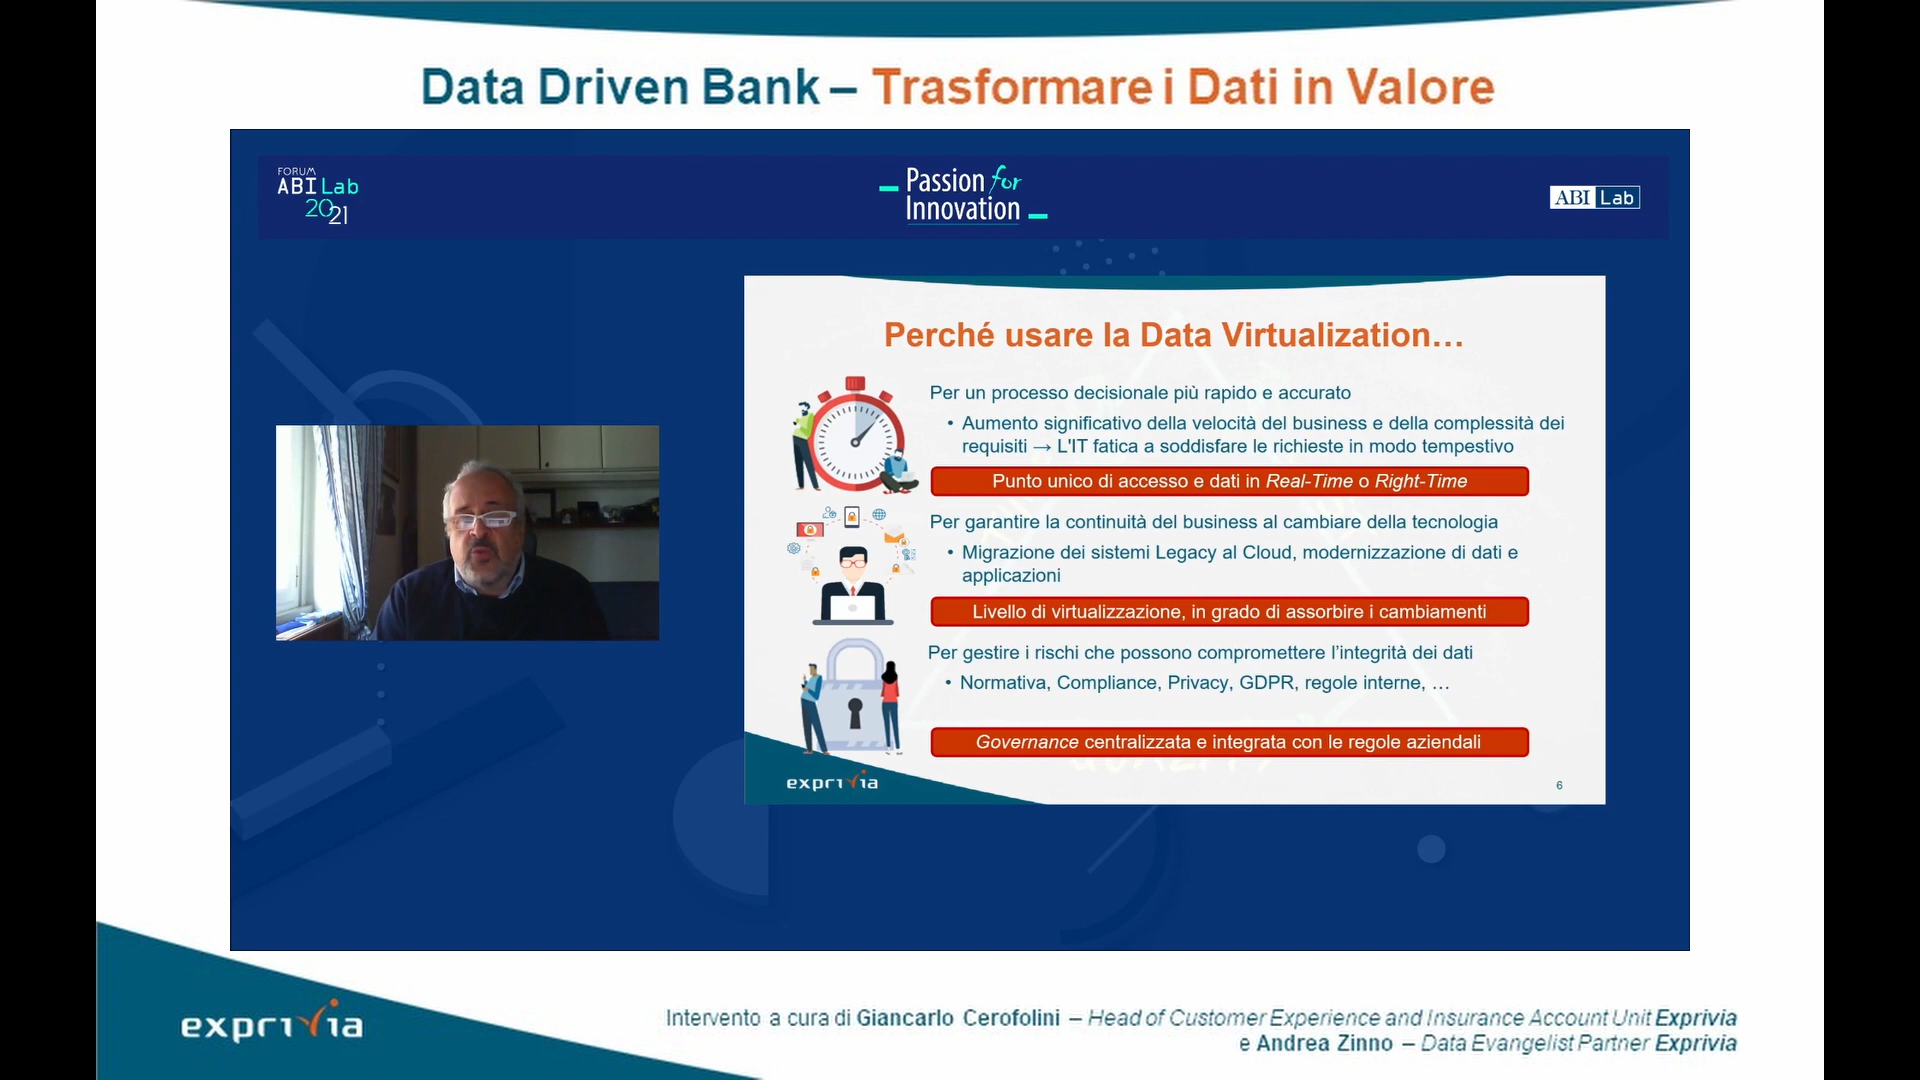 Data Driven Bank – Trasformare i Dati in Valore
FORUM
ABI Lab
2021
Passion for
Innovation
ABI Lab
Perché usare la Data Virtualization…
Per un processo decisionale più rapido e accurato
• Aumento significativo della velocità del business e della complessità dei
requisiti → L'IT fatica a soddisfare le richieste in modo tempestivo
Punto unico di accesso e dati in Real-Time o Right-Time
Per garantire la continuità del business al cambiare della tecnologia
• Migrazione dei sistemi Legacy al Cloud, modernizzazione di dati e
applicazioni
Livello di virtualizzazione, in grado di assorbire i cambiamenti
Per gestire i rischi che possono compromettere l’integrità dei dati
• Normativa, Compliance, Privacy, GDPR, regole interne, …
Governance centralizzata e integrata con le regole aziendali
exprivia
6
exprivia
Intervento a cura di Giancarlo Cerofolini – Head of Customer Experience and Insurance Account Unit Exprivia
e Andrea Zinno – Data Evangelist Partner Exprivia